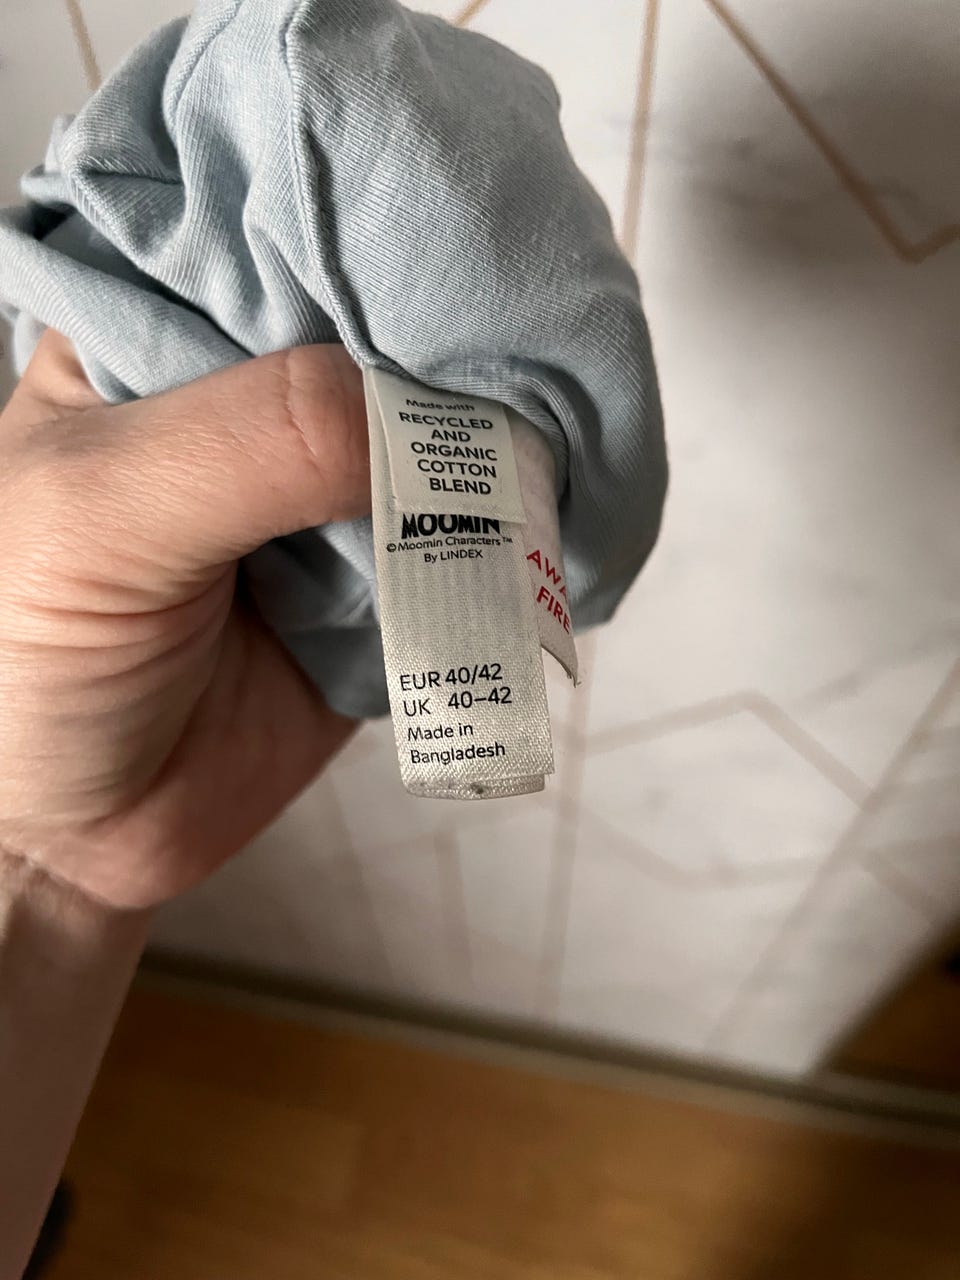 Made with
RECYCLED
AND
ORGANIC
COTTON
BLEND
MOOMIN
© Moomin Characters™
By LINDEX
EUR 40/42
UK 40–42
Made in
Bangladesh
FIRE